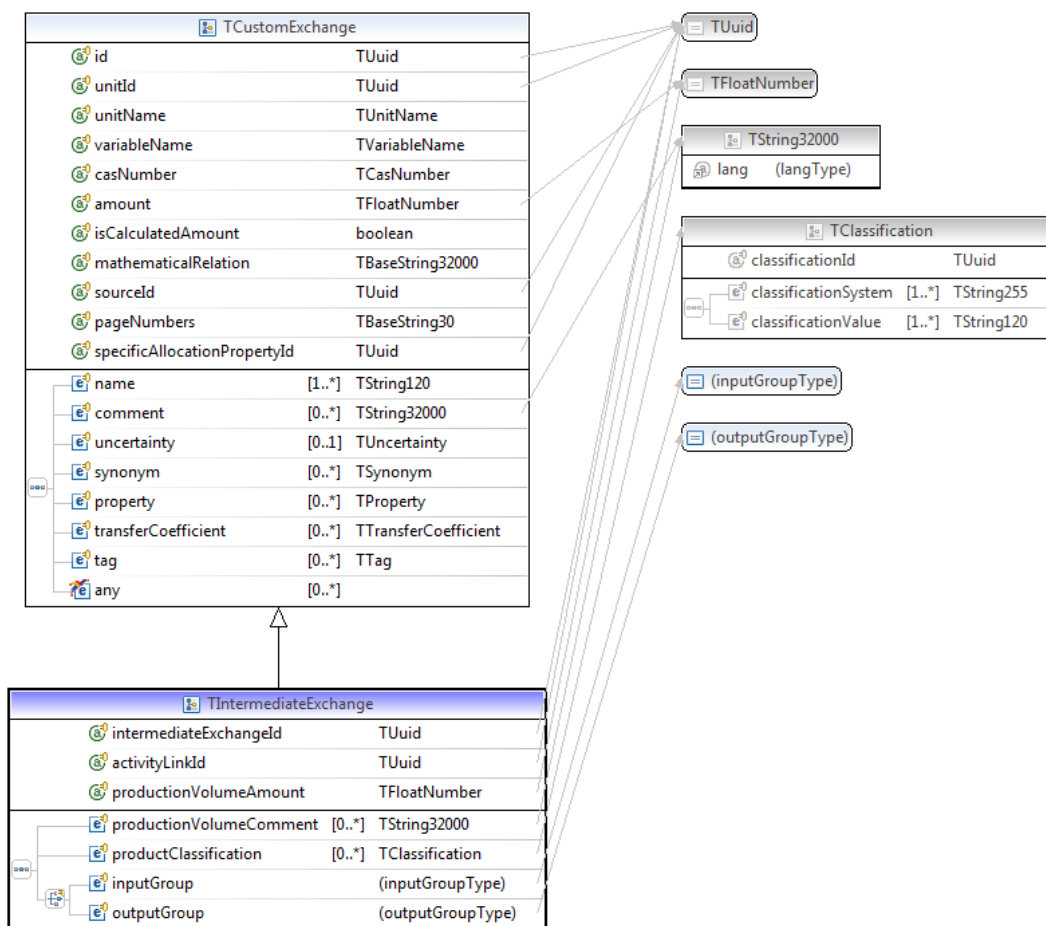 TCustomExchange
id TUuid
unitId TUuid
unitName TUnitName
variableName TVariableName
casNumber TCasNumber
amount TFloatNumber
isCalculatedAmount boolean
mathematicalRelation TBaseString32000
sourceId TUuid
pageNumbers TBaseString30
specificAllocationPropertyId TUuid
name [1..*] TString120
comment [0..*] TString32000
uncertainty [0..1] TUncertainty
synonym [0..*] TSynonym
property [0..*] TProperty
transferCoefficient [0..*] TTransferCoefficient
tag [0..*] TTag
any [0..*]
TUuid
TFloatNumber
TString32000
lang (langType)
TClassification
classificationId TUuid
classificationSystem [1..*] TString255
classificationValue [1..*] TString120
(inputGroupType)
(outputGroupType)
TIntermediateExchange
intermediateExchangeId TUuid
activityLinkId TUuid
productionVolumeAmount TFloatNumber
productionVolumeComment [0..*] TString32000
productClassification [0..*] TClassification
inputGroup (inputGroupType)
outputGroup (outputGroupType)